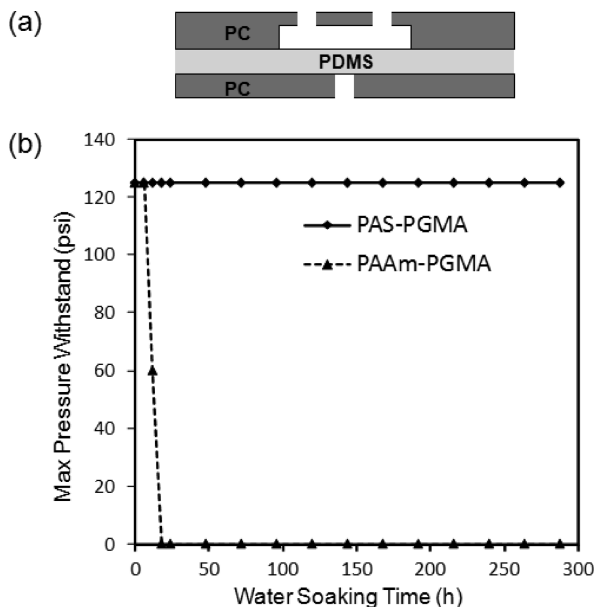 (a)
PC
PDMS
PC
(b)
140
120
100
80
60
40
20
0
Max Pressure Withstand (psi)
PAS-PGMA
PAAm-PGMA
0 50 100 150 200 250 300
Water Soaking Time (h)